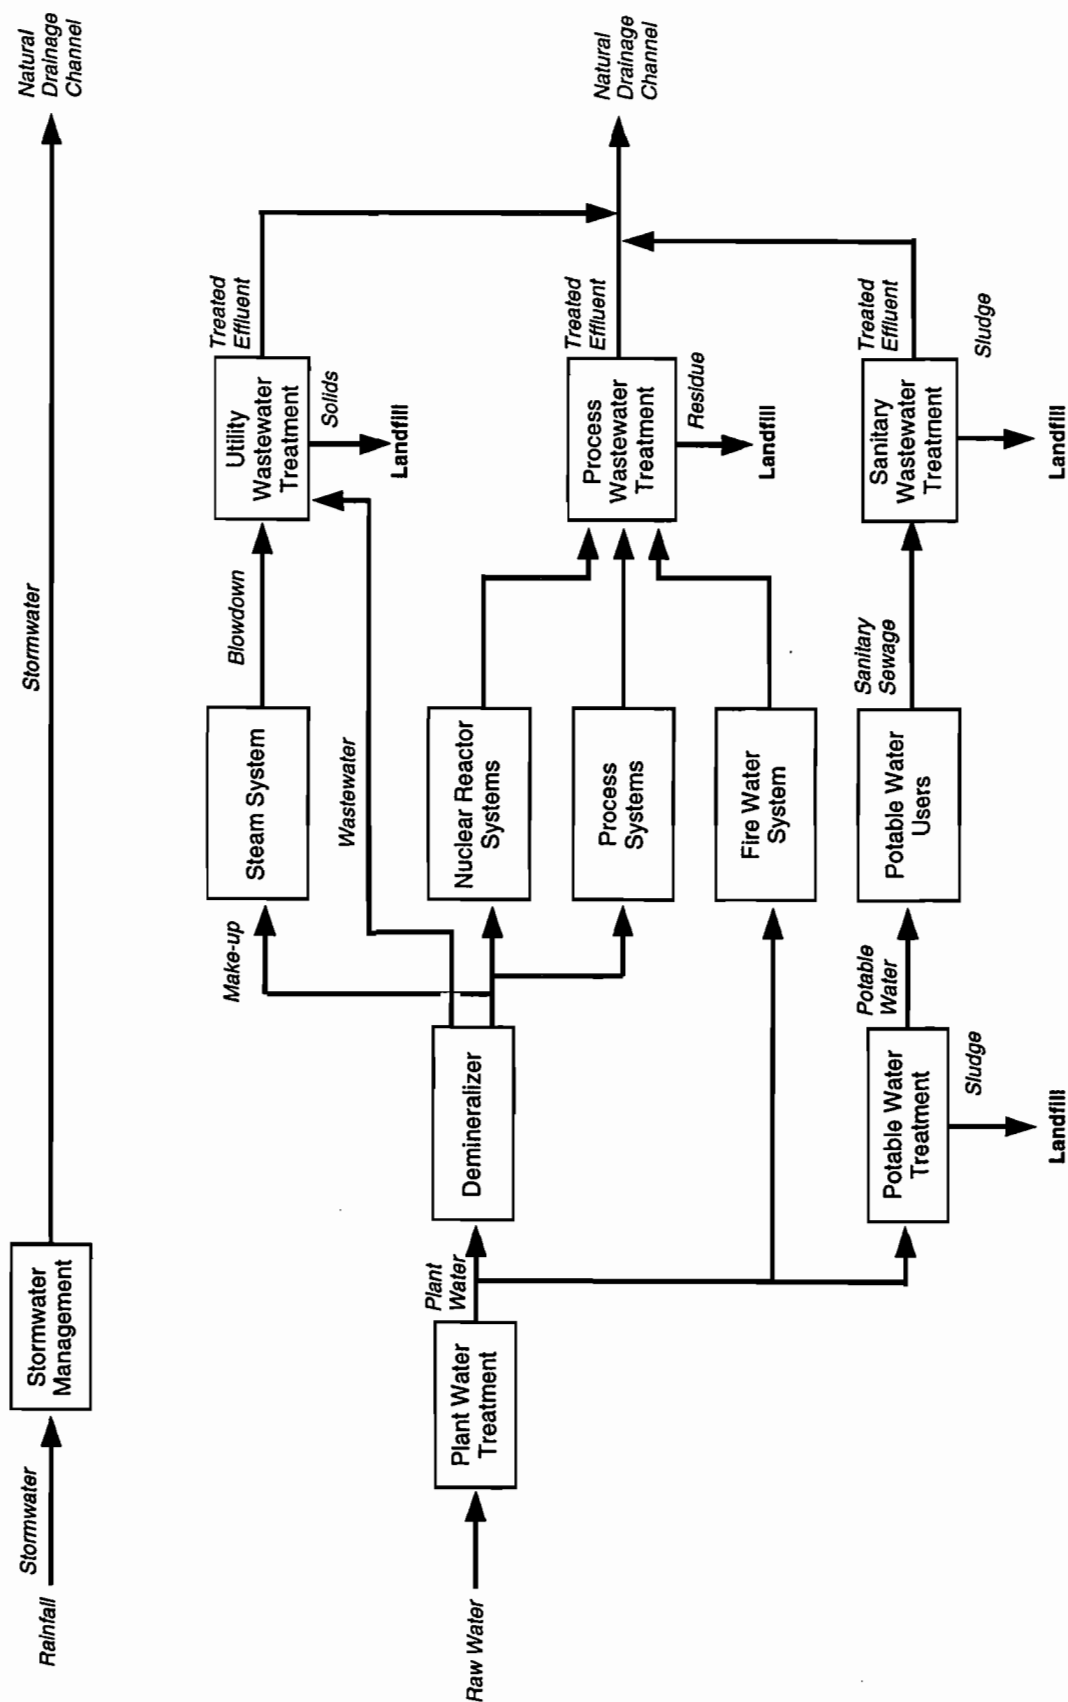 Rainfall
Stormwater
Stormwater
Management
Stormwater
Natural
Drainage
Channel
Raw Water
Plant Water
Treatment
Plant
Water
Demineralizer
Make-up
Steam System
Blowdown
Utility
Wastewater
Treatment
Treated
Effluent
Solids
Landfill
Wastewater
Nuclear Reactor
Systems
Process
Systems
Fire Water
System
Process
Wastewater
Treatment
Treated
Effluent
Residue
Landfill
Natural
Drainage
Channel
Potable Water
Treatment
Sludge
Landfill
Potable
Water
Potable Water
Users
Sanitary
Sewage
Sanitary
Wastewater
Treatment
Treated
Effluent
Sludge
Landfill